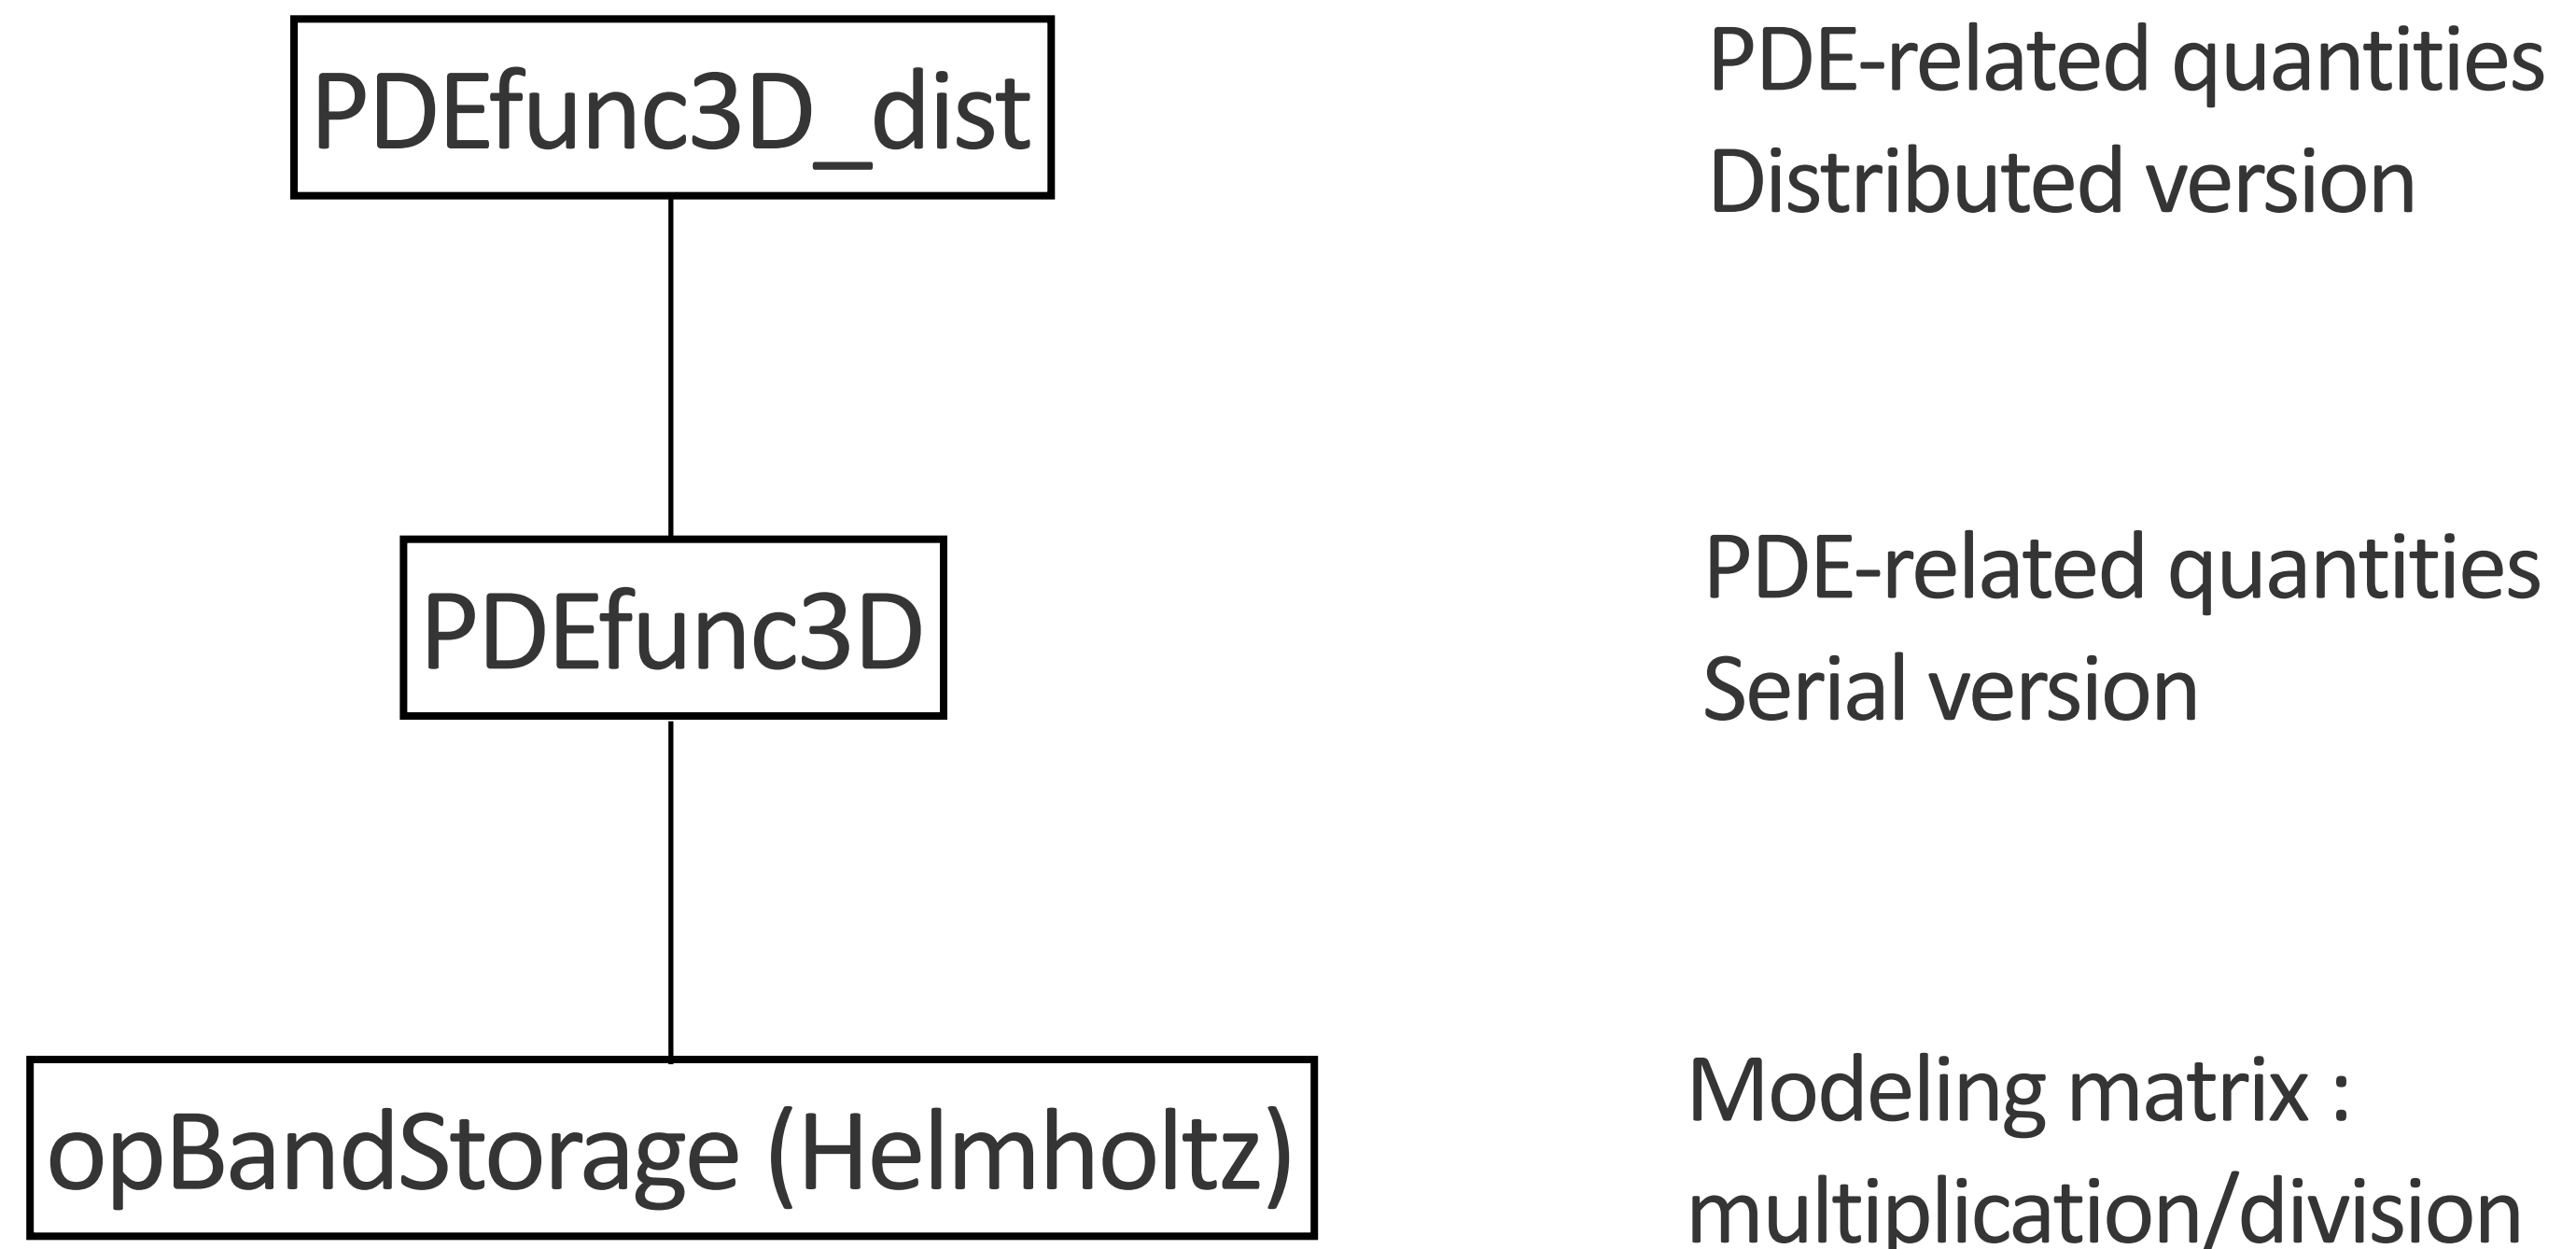 PDEfunc3D_dist
PDE-related quantities
Distributed version
PDEfunc3D
PDE-related quantities
Serial version
opBandStorage (Helmholtz)
Modeling matrix :
multiplication/division